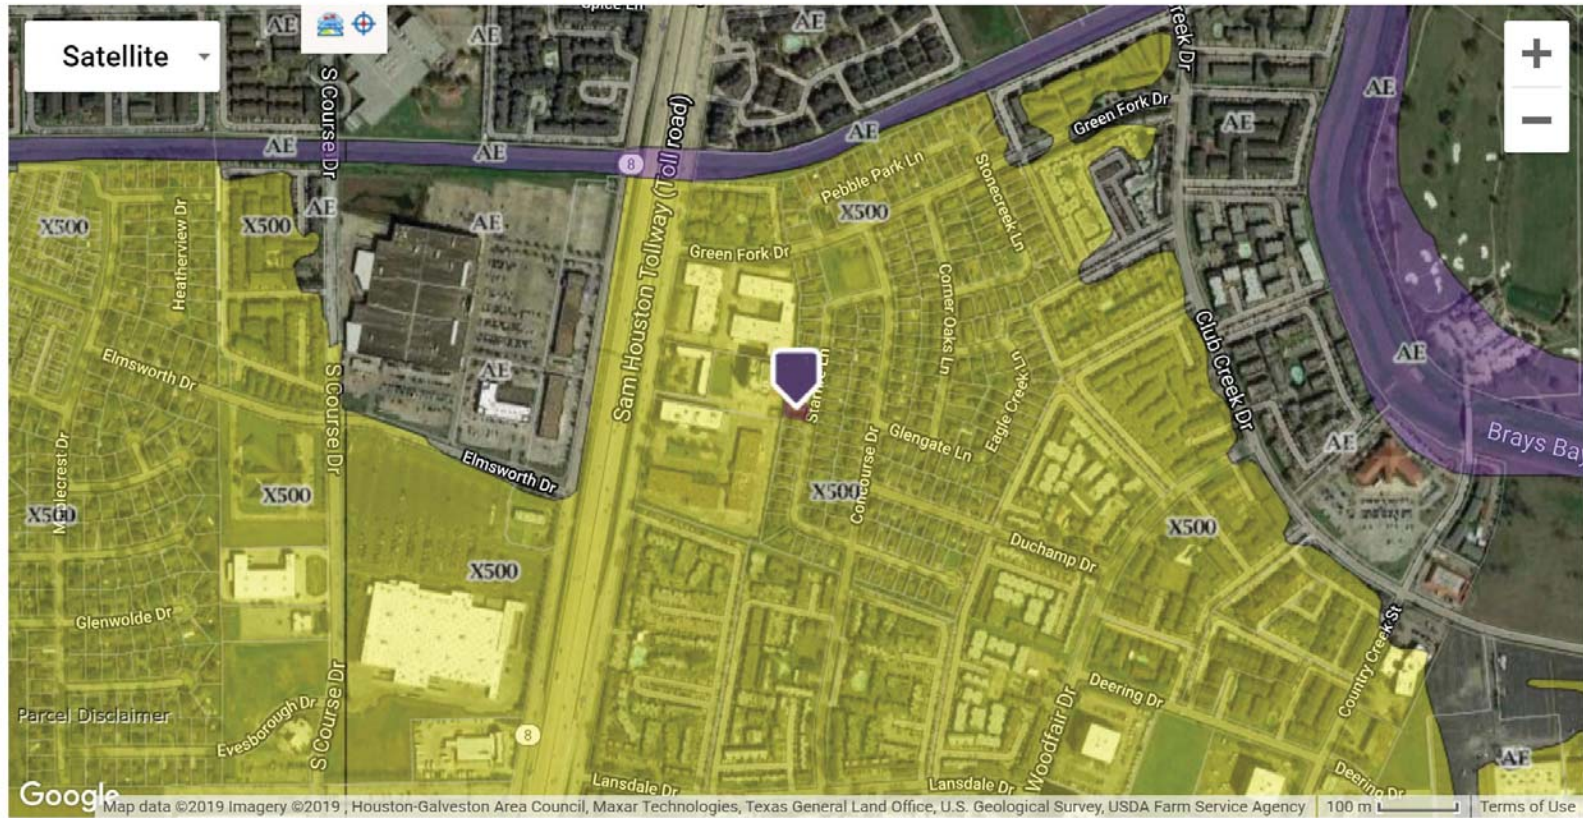 Spice Ln
AE
AE
AE
Satellite
S Course Dr
Creek Dr
+
−
AE
Green Fork Dr
AE
AE
AE
AE
8
Sam Houston Tollway (Toll road)
Pebble Park Ln
Stonecreek Ln
X500
X500
Heatherview Dr
AE
AE
X500
Green Fork Dr
Corner Oaks Ln
Elmsworth Dr
S Course Dr
AE
Eagle Creek Ln
Club Creek Dr
AE
Glengate Ln
Concourse Dr
AE
Brays Bay
Elmsworth Dr
X500
X500
X500
X500
Duchamp Dr
X500
Glenwolde Dr
Country Creek St
Deering Dr
Woodfair Dr
Parcel Disclaimer
Evesborough Dr
S Course Dr
8
AE
Lansdale Dr
Lansdale Dr
Deering Dr
Google
Map data ©2019 Imagery ©2019 , Houston-Galveston Area Council, Maxar Technologies, Texas General Land Office, U.S. Geological Survey, USDA Farm Service Agency
100 m
Terms of Use